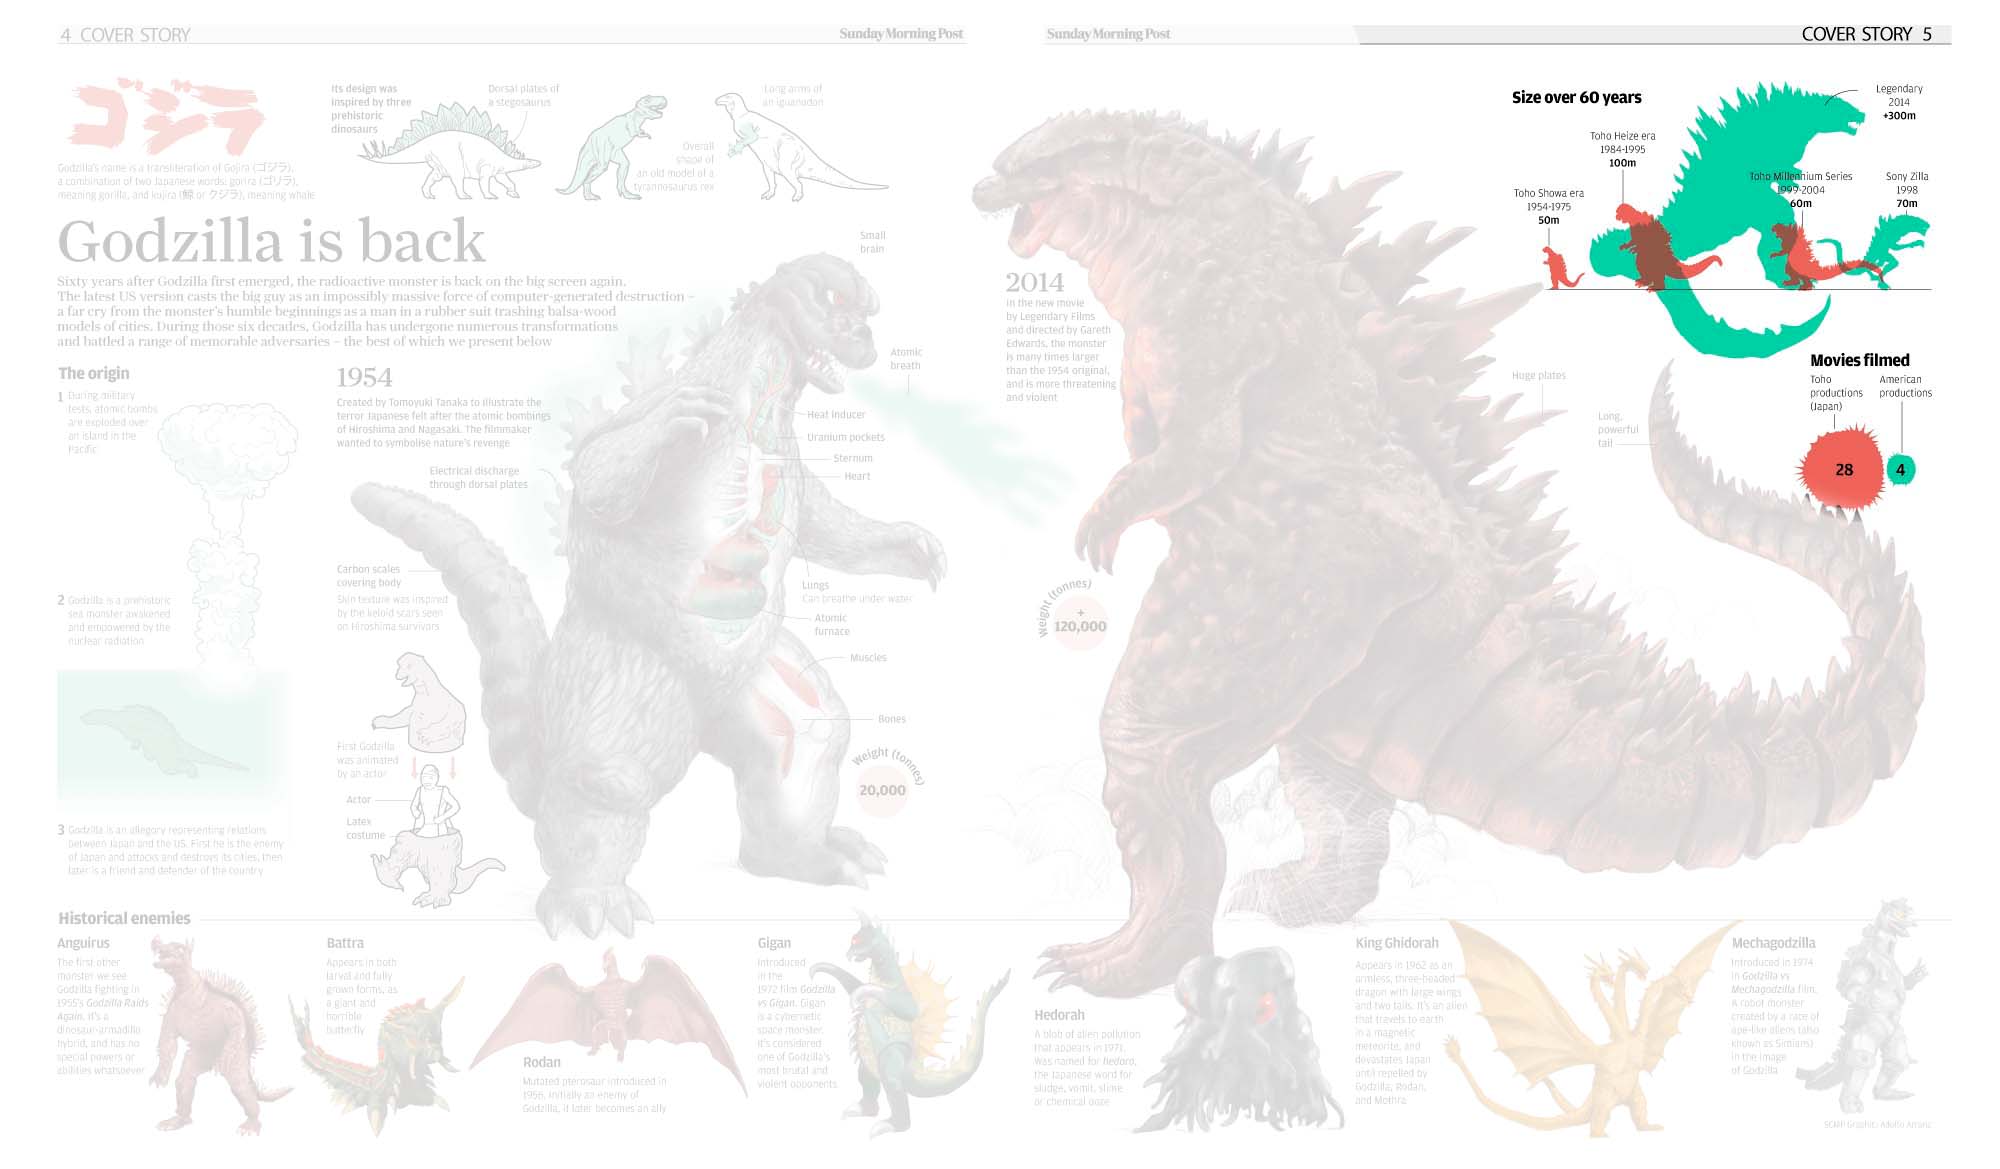 4 COVER STORY
Sunday Morning Post
Sunday Morning Post
COVER STORY 5
ゴジラ
Godzilla's name is a transliteration of Gojira (ゴジラ),
a combination of two Japanese words: gorira (ゴリラ),
meaning gorilla, and kujira (鯨 or クジラ), meaning whale
Its design was
inspired by three
prehistoric
dinosaurs
Dorsal plates of
a stegosaurus
Overall
shape of
an old model of a
tyrannosaurus rex
Long arms of
an iguanodon
Godzilla is back
Sixty years after Godzilla first emerged, the radioactive monster is back on the big screen again.
The latest US version casts the big guy as an impossibly massive force of computer-generated destruction –
a far cry from the monster's humble beginnings as a man in a rubber suit trashing balsa-wood
models of cities. During those six decades, Godzilla has undergone numerous transformations
and battled a range of memorable adversaries – the best of which we present below
The origin
1 During military
tests, atomic bombs
are exploded over
an island in the
Pacific
2 Godzilla is a prehistoric
sea monster awakened
and empowered by the
nuclear radiation
3 Godzilla is an allegory representing relations
between Japan and the US. First he is the enemy
of Japan and attacks and destroys its cities, then
later is a friend and defender of the country
1954
Created by Tomoyuki Tanaka to illustrate the
terror Japanese felt after the atomic bombings
of Hiroshima and Nagasaki. The filmmaker
wanted to symbolise nature's revenge
Electrical discharge
through dorsal plates
Carbon scales
covering body
Skin texture was inspired
by the keloid scars seen
on Hiroshima survivors
First Godzilla
was animated
by an actor
Actor
Latex
costume
Small
brain
Atomic
breath
Heat inducer
Uranium pockets
Sternum
Heart
Lungs
Can breathe under water
Atomic
furnace
Muscles
Bones
Weight (tonnes)
20,000
2014
In the new movie
by Legendary Films
and directed by Gareth
Edwards, the monster
is many times larger
than the 1954 original,
and is more threatening
and violent
Weight (tonnes)
+
120,000
Huge plates
Long,
powerful
tail
Size over 60 years
Toho Showa era
1954-1975
50m
Toho Heize era
1984-1995
100m
Toho Millennium Series
1999-2004
60m
Legendary
2014
+300m
Sony Zilla
1998
70m
Movies filmed
Toho
productions
(Japan)
American
productions
28
4
Historical enemies
Anguirus
The first other
monster we see
Godzilla fighting in
1955's Godzilla Raids
Again. It's a
dinosaur-armadillo
hybrid, and has no
special powers or
abilities whatsoever
Battra
Appears in both
larval and fully
grown forms, as
a giant and
horrible
butterfly
Rodan
Mutated pterosaur introduced in
1956. Initially an enemy of
Godzilla, it later becomes an ally
Gigan
Introduced
in the
1972 film Godzilla
vs Gigan. Gigan
is a cybernetic
space monster.
It's considered
one of Godzilla's
most brutal and
violent opponents
Hedorah
A blob of alien pollution
that appears in 1971.
Was named for hedoro,
the Japanese word for
sludge, vomit, slime
or chemical ooze
King Ghidorah
Appears in 1962 as an
armless, three-headed
dragon with large wings
and two tails. It's an alien
that travels to earth
in a magnetic
meteorite, and
devastates Japan
until repelled by
Godzilla, Rodan,
and Mothra
Mechagodzilla
Introduced in 1974
in Godzilla vs
Mechagodzilla film.
A robot monster
created by a race of
ape-like aliens (also
known as Simians)
in the image
of Godzilla
SCMP Graphic: Adolfo Arranz